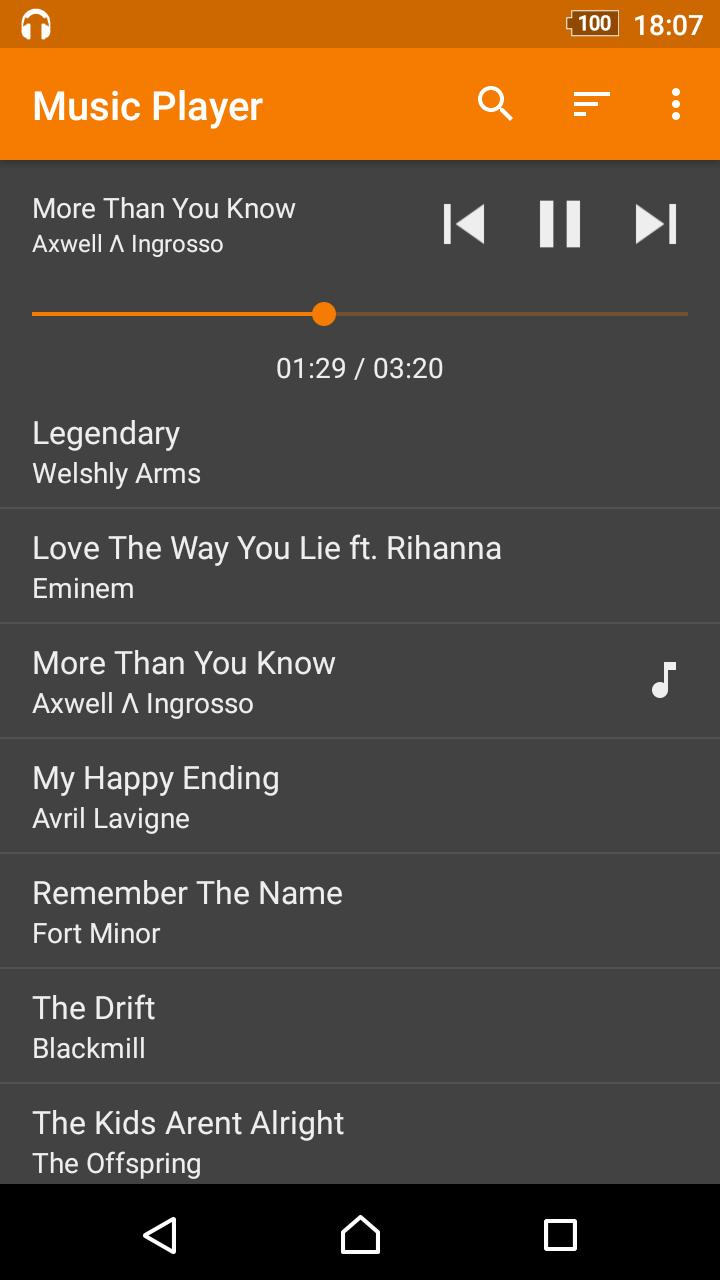 100 18:07
Music Player
More Than You Know
Axwell Λ Ingrosso
01:29 / 03:20
Legendary
Welshly Arms
Love The Way You Lie ft. Rihanna
Eminem
More Than You Know
Axwell Λ Ingrosso
My Happy Ending
Avril Lavigne
Remember The Name
Fort Minor
The Drift
Blackmill
The Kids Arent Alright
The Offspring